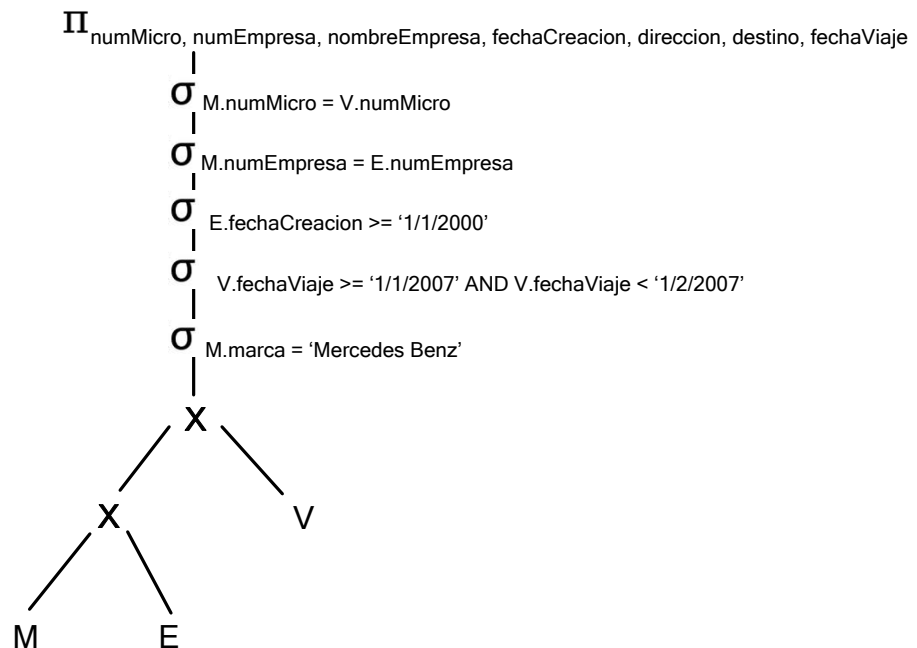 π numMicro, numEmpresa, nombreEmpresa, fechaCreacion, direccion, destino, fechaViaje
σ M.numMicro = V.numMicro
σ M.numEmpresa = E.numEmpresa
σ E.fechaCreacion >= ‘1/1/2000’
σ V.fechaViaje >= ‘1/1/2007’ AND V.fechaViaje < ‘1/2/2007’
σ M.marca = ‘Mercedes Benz’
X
X V
M E